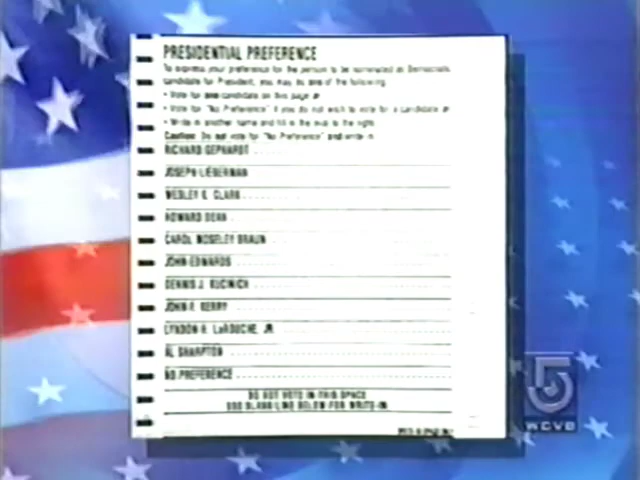 PRESIDENTIAL PREFERENCE
To express your preference for the person to be nominated as Democratic
candidate for President, you may do one of the following:
• Vote for one candidate on this page or
• Vote for "No Preference" if you do not wish to vote for a candidate or
• Write in another name and fill in the oval to the right.
Caution: Do not vote for "No Preference" and write in
RICHARD GEPHARDT
JOSEPH LIEBERMAN
WESLEY K. CLARK
HOWARD DEAN
CAROL MOSELEY BRAUN
JOHN EDWARDS
DENNIS J. KUCINICH
JOHN F. KERRY
LYNDON H. LaROUCHE, JR
AL SHARPTON
NO PREFERENCE
DO NOT VOTE IN THIS SPACE
USE BLANK LINE BELOW FOR WRITE-IN
5
WCVB